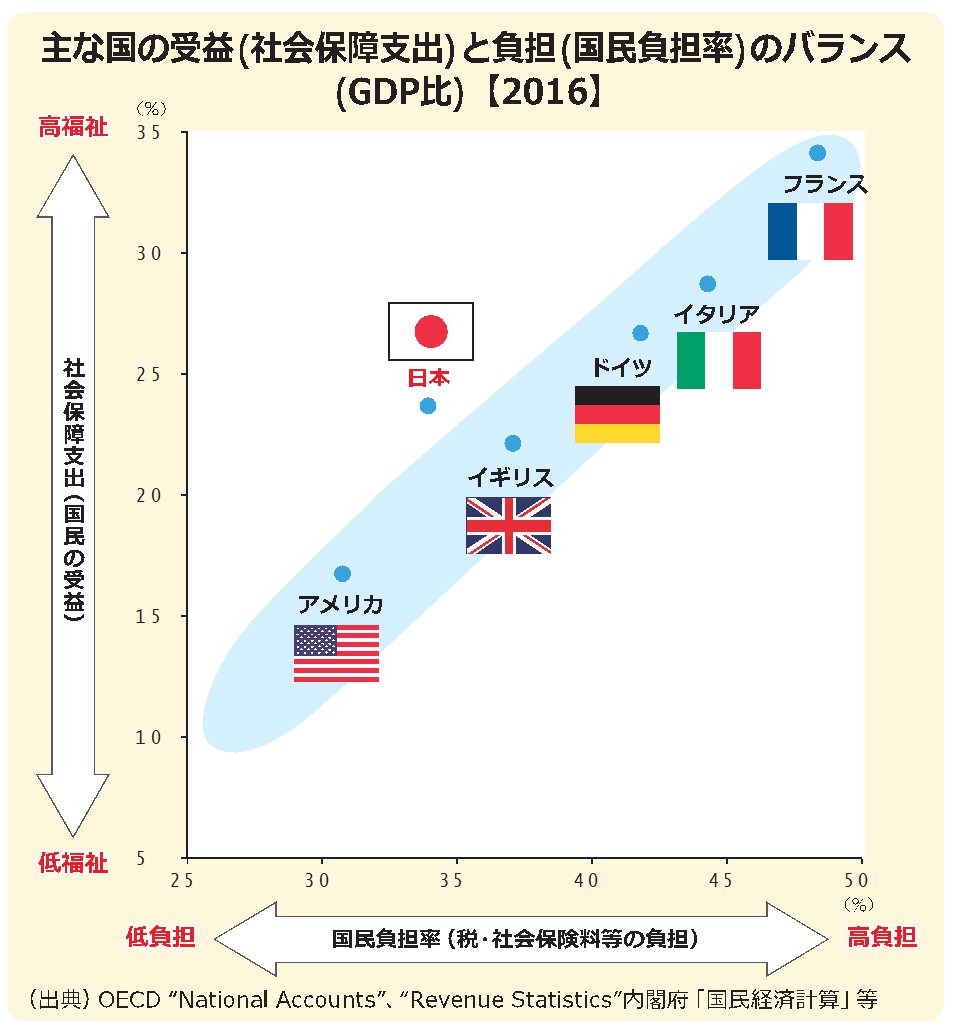 主な国の受益(社会保障支出)と負担(国民負担率)のバランス
(GDP比)【2016】
(%)
高福祉
35
30
25
20
15
10
5
社会保障支出(国民の受益)
低福祉
フランス
イタリア
ドイツ
日本
イギリス
アメリカ
25 30 35 40 45 50
(%)
低負担
国民負担率(税・社会保険料等の負担)
高負担
(出典) OECD “National Accounts”、“Revenue Statistics”内閣府「国民経済計算」等